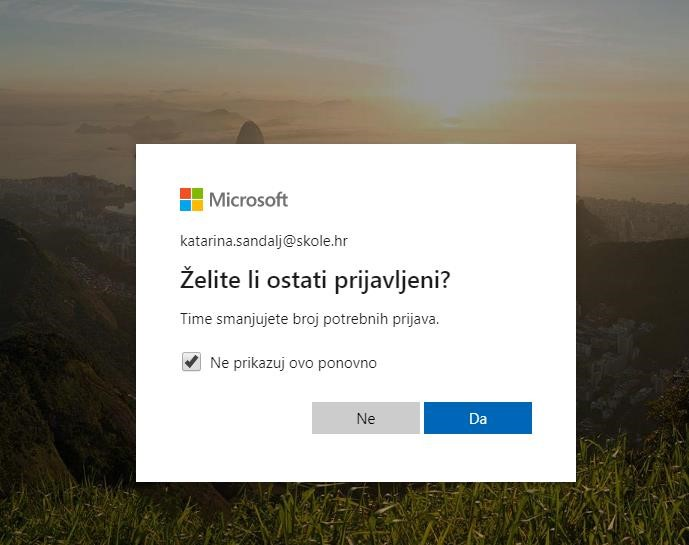 Microsoft
katarina.sandalj@skole.hr
Želite li ostati prijavljeni?
Time smanjujete broj potrebnih prijava.
Ne prikazuj ovo ponovno
Ne Da